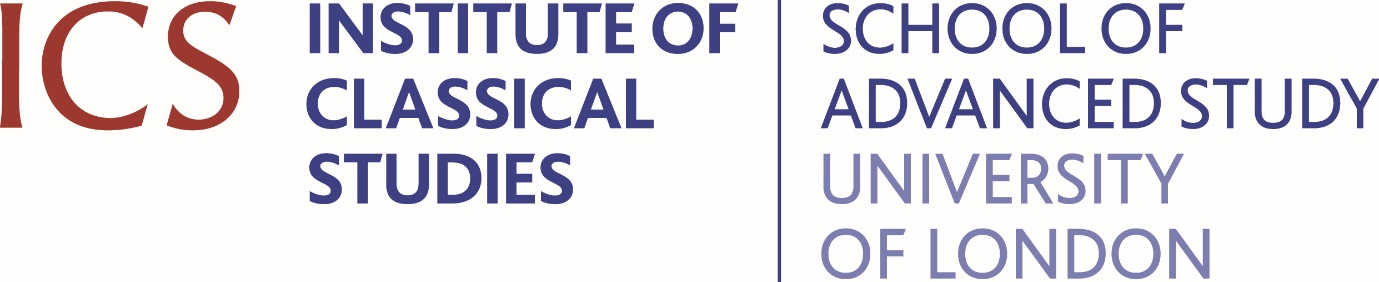 ICS
INSTITUTE OF
CLASSICAL
STUDIES
SCHOOL OF
ADVANCED STUDY
UNIVERSITY
OF LONDON